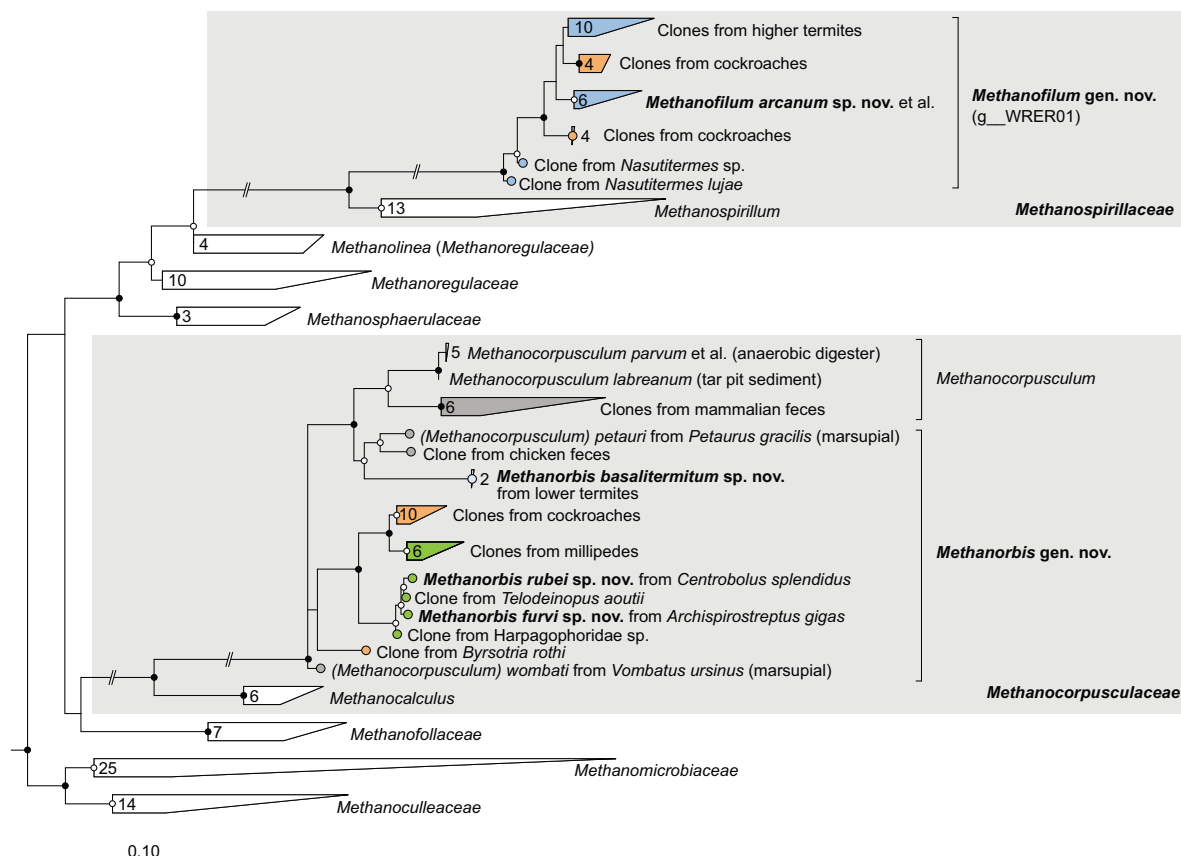 10 Clones from higher termites
4 Clones from cockroaches
6 Methanofilum arcanum sp. nov. et al.
Methanofilum gen. nov.
(g__WRER01)
4 Clones from cockroaches
Clone from Nasutitermes sp.
Clone from Nasutitermes lujae
13 Methanospirillum
Methanospirillaceae
4 Methanolinea (Methanoregulaceae)
10 Methanoregulaceae
3 Methanosphaerulaceae
5 Methanocorpusculum parvum et al. (anaerobic digester)
Methanocorpusculum labreanum (tar pit sediment)
Methanocorpusculum
6 Clones from mammalian feces
(Methanocorpusculum) petauri from Petaurus gracilis (marsupial)
Clone from chicken feces
2 Methanorbis basalitermitum sp. nov.
from lower termites
10 Clones from cockroaches
6 Clones from millipedes
Methanorbis gen. nov.
Methanorbis rubei sp. nov. from Centrobolus splendidus
Clone from Telodeinopus aoutii
Methanorbis furvi sp. nov. from Archispirostreptus gigas
Clone from Harpagophoridae sp.
Clone from Byrsotria rothi
(Methanocorpusculum) wombati from Vombatus ursinus (marsupial)
6 Methanocalculus
Methanocorpusculaceae
7 Methanofollaceae
25 Methanomicrobiaceae
14 Methanoculleaceae
0.10